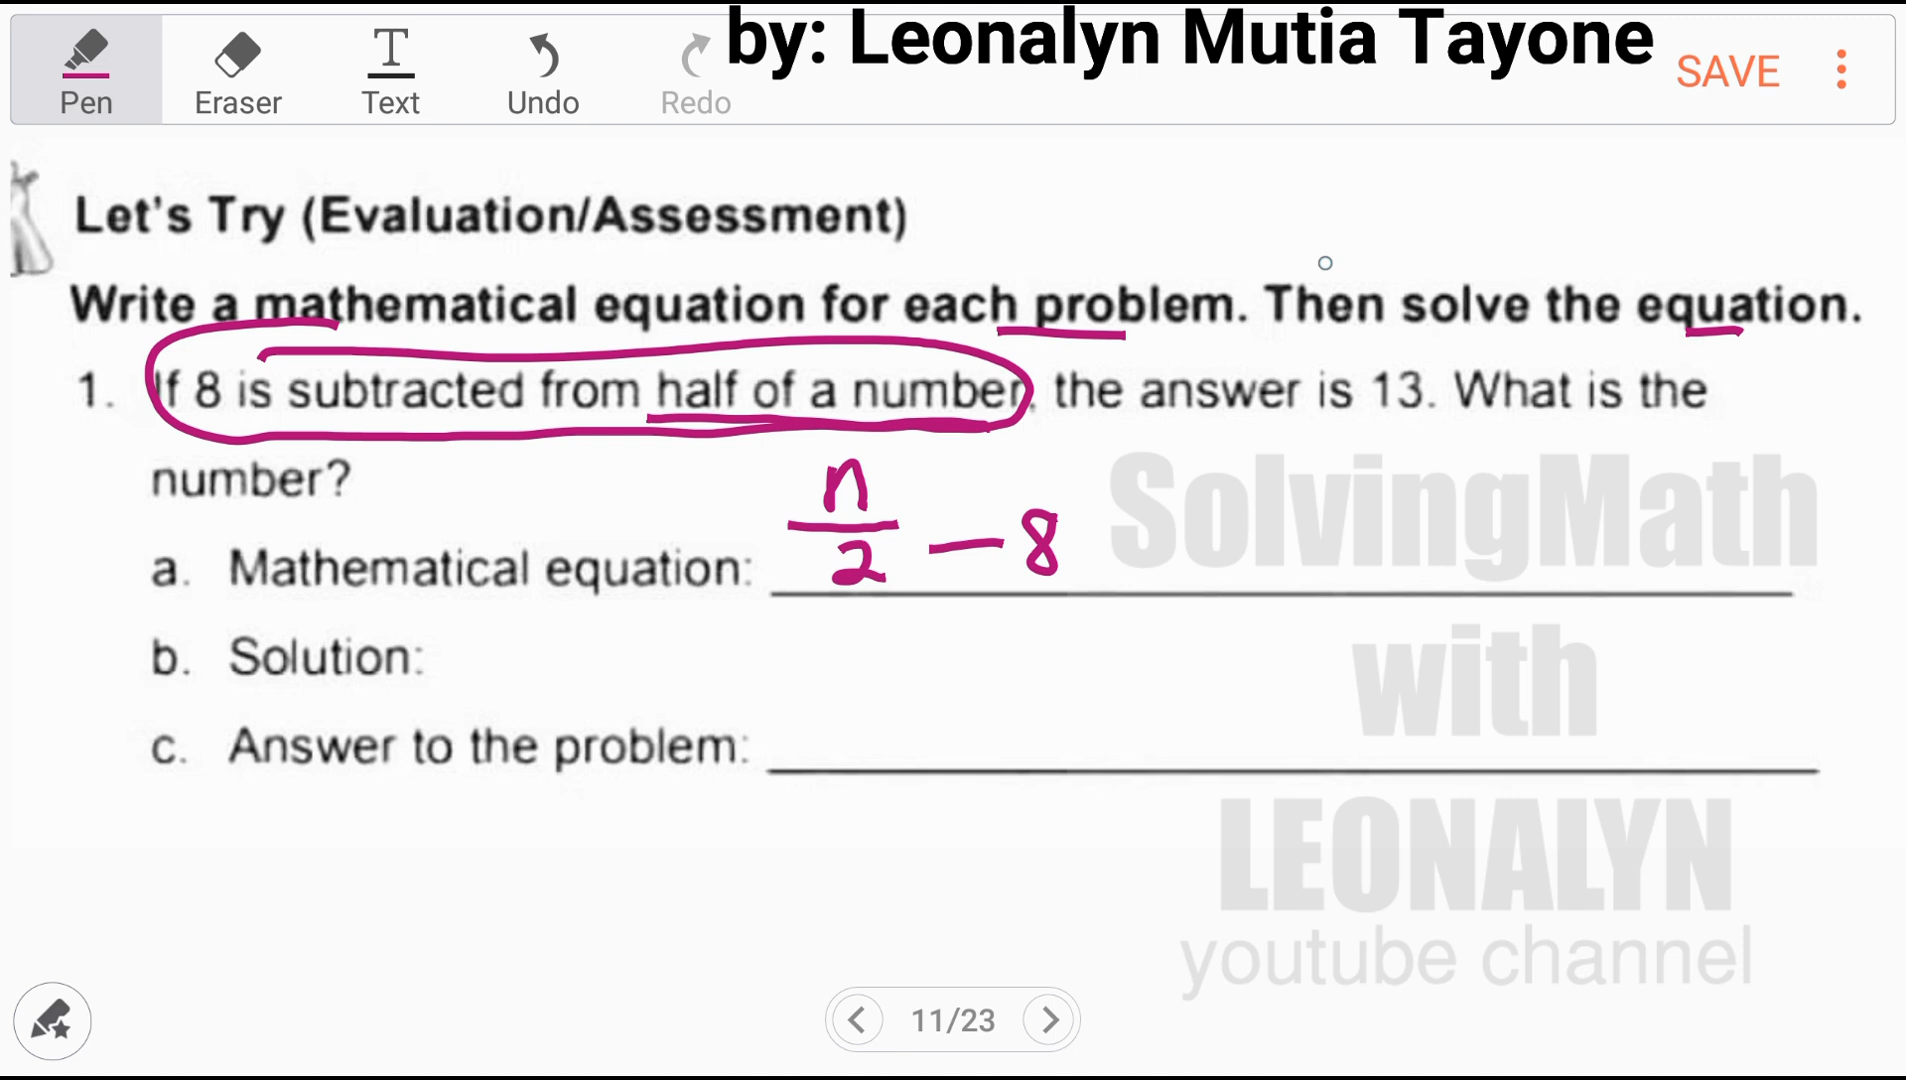 by: Leonalyn Mutia Tayone
Pen Eraser Text Undo Redo SAVE
Let's Try (Evaluation/Assessment)
Write a mathematical equation for each problem. Then solve the equation.
1. If 8 is subtracted from half of a number, the answer is 13. What is the
number?
a. Mathematical equation: n/2 - 8
b. Solution:
c. Answer to the problem:
SolvingMath
with
LEONALYN
youtube channel
11/23